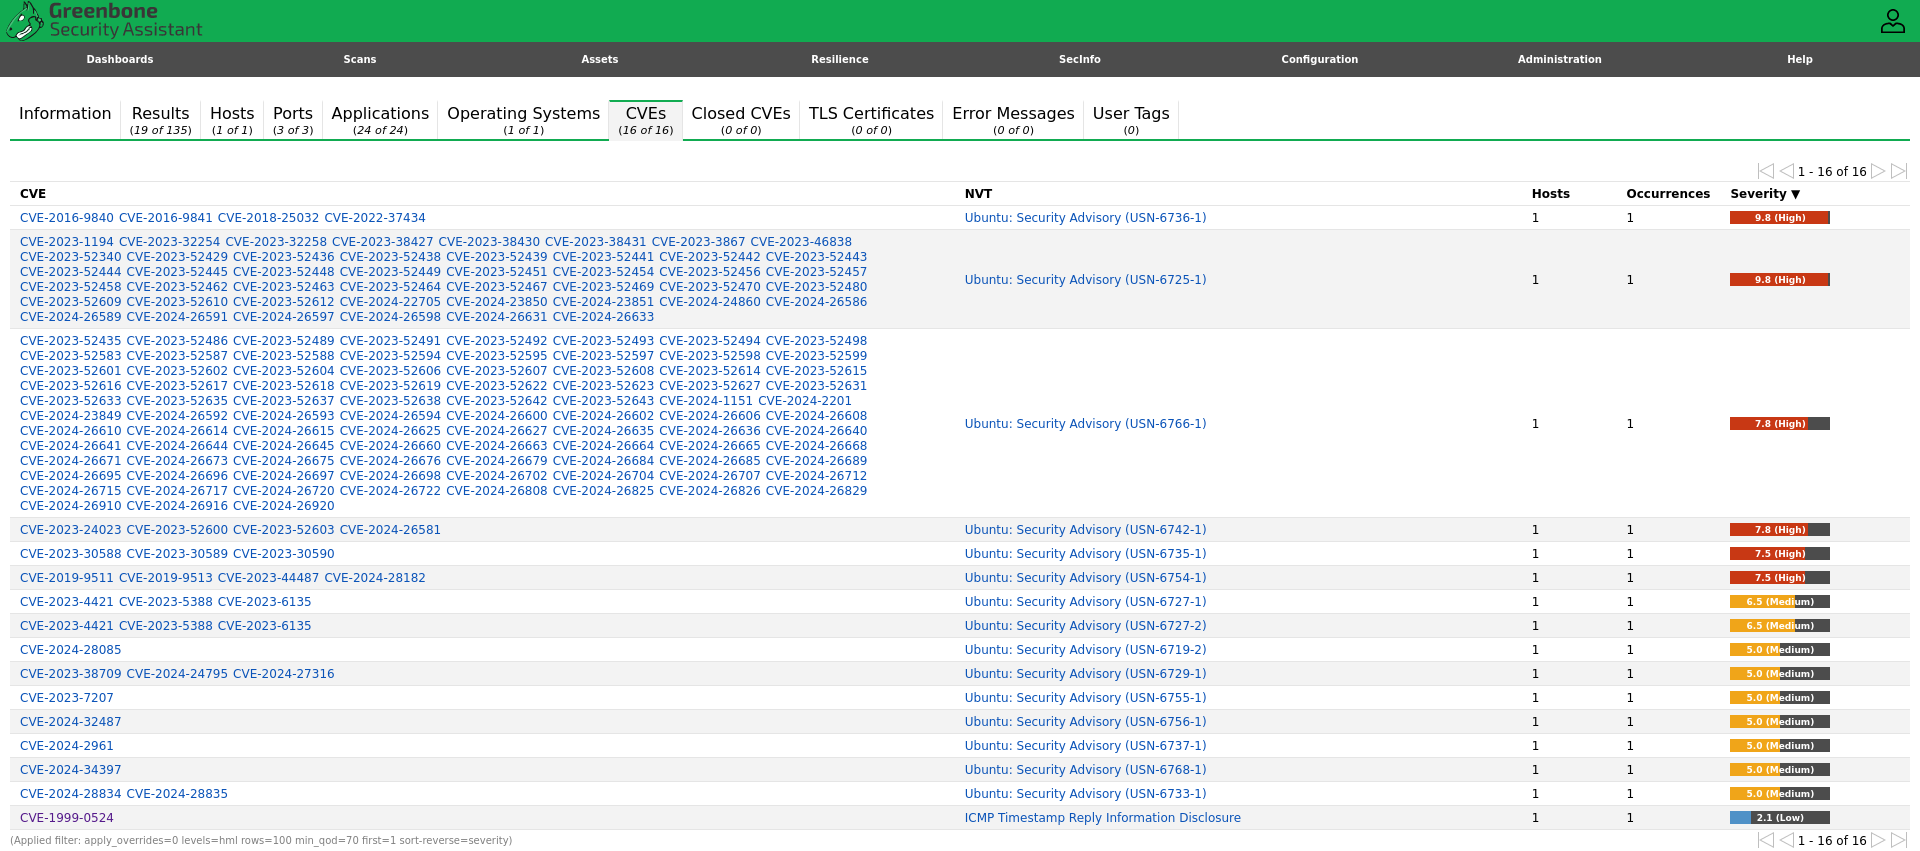 Greenbone
Security Assistant
Dashboards Scans Assets Resilience SecInfo Configuration Administration Help
Information Results Hosts Ports Applications Operating Systems CVEs Closed CVEs TLS Certificates Error Messages User Tags
(19 of 135) (1 of 1) (3 of 3) (24 of 24) (1 of 1) (16 of 16) (0 of 0) (0 of 0) (0 of 0) (0)
1 - 16 of 16
CVE NVT Hosts Occurrences Severity ▼
CVE-2016-9840 CVE-2016-9841 CVE-2018-25032 CVE-2022-37434 Ubuntu: Security Advisory (USN-6736-1) 1 1 9.8 (High)
CVE-2023-1194 CVE-2023-32254 CVE-2023-32258 CVE-2023-38427 CVE-2023-38430 CVE-2023-38431 CVE-2023-3867 CVE-2023-46838
CVE-2023-52340 CVE-2023-52429 CVE-2023-52436 CVE-2023-52438 CVE-2023-52439 CVE-2023-52441 CVE-2023-52442 CVE-2023-52443
CVE-2023-52444 CVE-2023-52445 CVE-2023-52448 CVE-2023-52449 CVE-2023-52451 CVE-2023-52454 CVE-2023-52456 CVE-2023-52457
Ubuntu: Security Advisory (USN-6725-1) 1 1 9.8 (High)
CVE-2023-52458 CVE-2023-52462 CVE-2023-52463 CVE-2023-52464 CVE-2023-52467 CVE-2023-52469 CVE-2023-52470 CVE-2023-52480
CVE-2023-52609 CVE-2023-52610 CVE-2023-52612 CVE-2024-22705 CVE-2024-23850 CVE-2024-23851 CVE-2024-24860 CVE-2024-26586
CVE-2024-26589 CVE-2024-26591 CVE-2024-26597 CVE-2024-26598 CVE-2024-26631 CVE-2024-26633
CVE-2023-52435 CVE-2023-52486 CVE-2023-52489 CVE-2023-52491 CVE-2023-52492 CVE-2023-52493 CVE-2023-52494 CVE-2023-52498
CVE-2023-52583 CVE-2023-52587 CVE-2023-52588 CVE-2023-52594 CVE-2023-52595 CVE-2023-52597 CVE-2023-52598 CVE-2023-52599
CVE-2023-52601 CVE-2023-52602 CVE-2023-52604 CVE-2023-52606 CVE-2023-52607 CVE-2023-52608 CVE-2023-52614 CVE-2023-52615
CVE-2023-52616 CVE-2023-52617 CVE-2023-52618 CVE-2023-52619 CVE-2023-52622 CVE-2023-52623 CVE-2023-52627 CVE-2023-52631
CVE-2023-52633 CVE-2023-52635 CVE-2023-52637 CVE-2023-52638 CVE-2023-52642 CVE-2023-52643 CVE-2024-1151 CVE-2024-2201
CVE-2024-23849 CVE-2024-26592 CVE-2024-26593 CVE-2024-26594 CVE-2024-26600 CVE-2024-26602 CVE-2024-26606 CVE-2024-26608
Ubuntu: Security Advisory (USN-6766-1) 1 1 7.8 (High)
CVE-2024-26610 CVE-2024-26614 CVE-2024-26615 CVE-2024-26625 CVE-2024-26627 CVE-2024-26635 CVE-2024-26636 CVE-2024-26640
CVE-2024-26641 CVE-2024-26644 CVE-2024-26645 CVE-2024-26660 CVE-2024-26663 CVE-2024-26664 CVE-2024-26665 CVE-2024-26668
CVE-2024-26671 CVE-2024-26673 CVE-2024-26675 CVE-2024-26676 CVE-2024-26679 CVE-2024-26684 CVE-2024-26685 CVE-2024-26689
CVE-2024-26695 CVE-2024-26696 CVE-2024-26697 CVE-2024-26698 CVE-2024-26702 CVE-2024-26704 CVE-2024-26707 CVE-2024-26712
CVE-2024-26715 CVE-2024-26717 CVE-2024-26720 CVE-2024-26722 CVE-2024-26808 CVE-2024-26825 CVE-2024-26826 CVE-2024-26829
CVE-2024-26910 CVE-2024-26916 CVE-2024-26920
CVE-2023-24023 CVE-2023-52600 CVE-2023-52603 CVE-2024-26581 Ubuntu: Security Advisory (USN-6742-1) 1 1 7.8 (High)
CVE-2023-30588 CVE-2023-30589 CVE-2023-30590 Ubuntu: Security Advisory (USN-6735-1) 1 1 7.5 (High)
CVE-2019-9511 CVE-2019-9513 CVE-2023-44487 CVE-2024-28182 Ubuntu: Security Advisory (USN-6754-1) 1 1 7.5 (High)
CVE-2023-4421 CVE-2023-5388 CVE-2023-6135 Ubuntu: Security Advisory (USN-6727-1) 1 1 6.5 (Medium)
CVE-2023-4421 CVE-2023-5388 CVE-2023-6135 Ubuntu: Security Advisory (USN-6727-2) 1 1 6.5 (Medium)
CVE-2024-28085 Ubuntu: Security Advisory (USN-6719-2) 1 1 5.0 (Medium)
CVE-2023-38709 CVE-2024-24795 CVE-2024-27316 Ubuntu: Security Advisory (USN-6729-1) 1 1 5.0 (Medium)
CVE-2023-7207 Ubuntu: Security Advisory (USN-6755-1) 1 1 5.0 (Medium)
CVE-2024-32487 Ubuntu: Security Advisory (USN-6756-1) 1 1 5.0 (Medium)
CVE-2024-2961 Ubuntu: Security Advisory (USN-6737-1) 1 1 5.0 (Medium)
CVE-2024-34397 Ubuntu: Security Advisory (USN-6768-1) 1 1 5.0 (Medium)
CVE-2024-28834 CVE-2024-28835 Ubuntu: Security Advisory (USN-6733-1) 1 1 5.0 (Medium)
CVE-1999-0524 ICMP Timestamp Reply Information Disclosure 1 1 2.1 (Low)
(Applied filter: apply_overrides=0 levels=hml rows=100 min_qod=70 first=1 sort-reverse=severity) 1 - 16 of 16